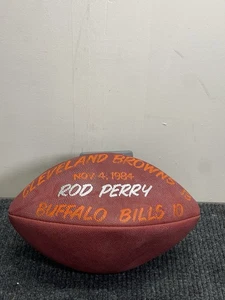 CLEVELAND BROWNS
NOV 4, 1984
ROD PERRY
BUFFALO BILLS 10